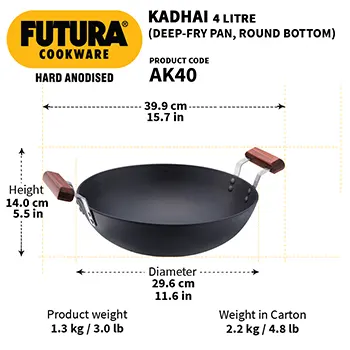 FUTURA®
COOKWARE
HARD ANODISED
KADHAI 4 LITRE
(DEEP-FRY PAN, ROUND BOTTOM)
PRODUCT CODE
AK40
39.9 cm
15.7 in
Height
14.0 cm
5.5 in
Diameter
29.6 cm
11.6 in
Product weight
1.3 kg / 3.0 lb
Weight in Carton
2.2 kg / 4.8 lb